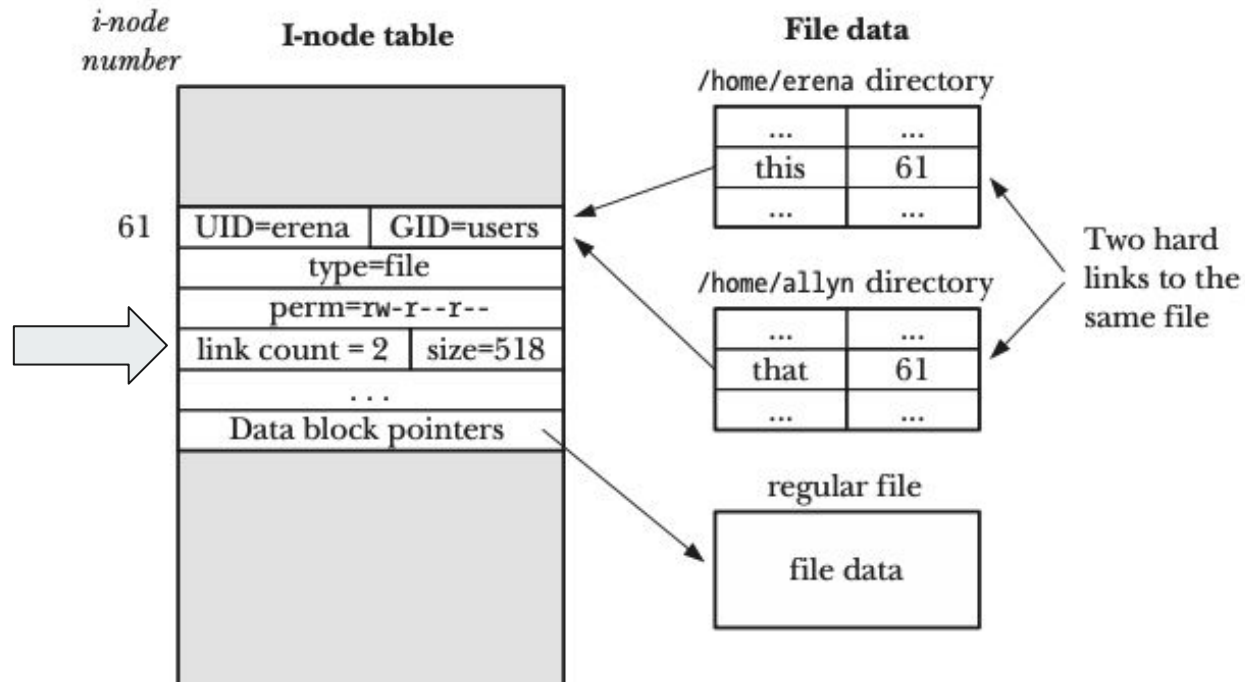 i-node
number
I-node table
File data
/home/erena directory
... ...
this 61
... ...
61
UID=erena GID=users
type=file
perm=rw-r--r--
link count = 2 size=518
...
Data block pointers
/home/allyn directory
... ...
that 61
... ...
Two hard
links to the
same file
regular file
file data